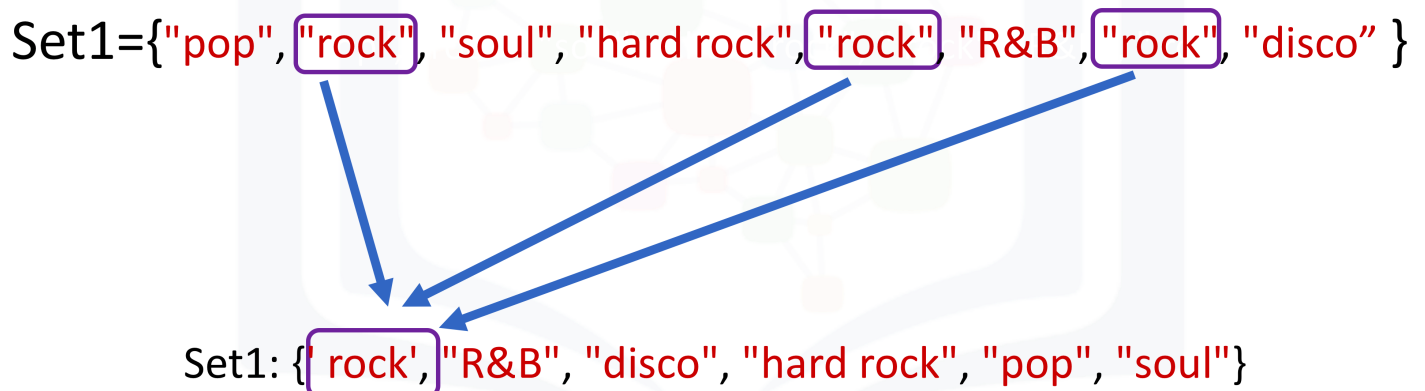 Set1={"pop", "rock", "soul", "hard rock", "rock", "R&B", "rock", "disco” }
Set1: {' rock', "R&B", "disco", "hard rock", "pop", "soul"}